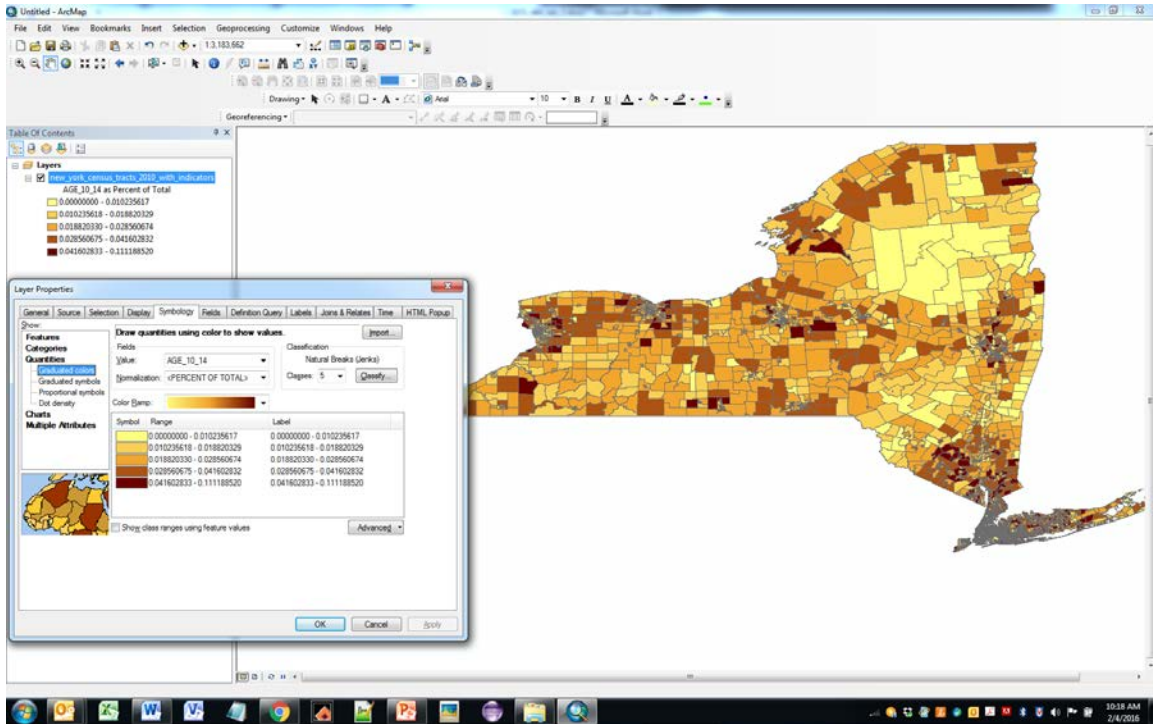 Untitled - ArcMap
File Edit View Bookmarks Insert Selection Geoprocessing Customize Windows Help
1:3,183,662
Drawing Arial 10 B I U A
Georeferencing
Table Of Contents
Layers
new_york_census_tracts_2010_with_indicators
AGE_10_14 as Percent of Total
0.00000000 - 0.010235617
0.010235618 - 0.018820329
0.018820330 - 0.028560674
0.028560675 - 0.041602832
0.041602833 - 0.111188520
Layer Properties
General Source Selection Display Symbology Fields Definition Query Labels Joins & Relates Time HTML Popup
Show:
Features
Categories
Quantities
Graduated colors
Graduated symbols
Proportional symbols
Dot density
Charts
Multiple Attributes
Draw quantities using color to show values.
Import...
Fields
Value: AGE_10_14
Normalization: <PERCENT OF TOTAL>
Classification
Natural Breaks (Jenks)
Classes: 5 Classify...
Color Ramp:
Symbol Range Label
0.00000000 - 0.010235617 0.00000000 - 0.010235617
0.010235618 - 0.018820329 0.010235618 - 0.018820329
0.018820330 - 0.028560674 0.018820330 - 0.028560674
0.028560675 - 0.041602832 0.028560675 - 0.041602832
0.041602833 - 0.111188520 0.041602833 - 0.111188520
Show class ranges using feature values
Advanced
OK Cancel Apply
10:18 AM
2/4/2016